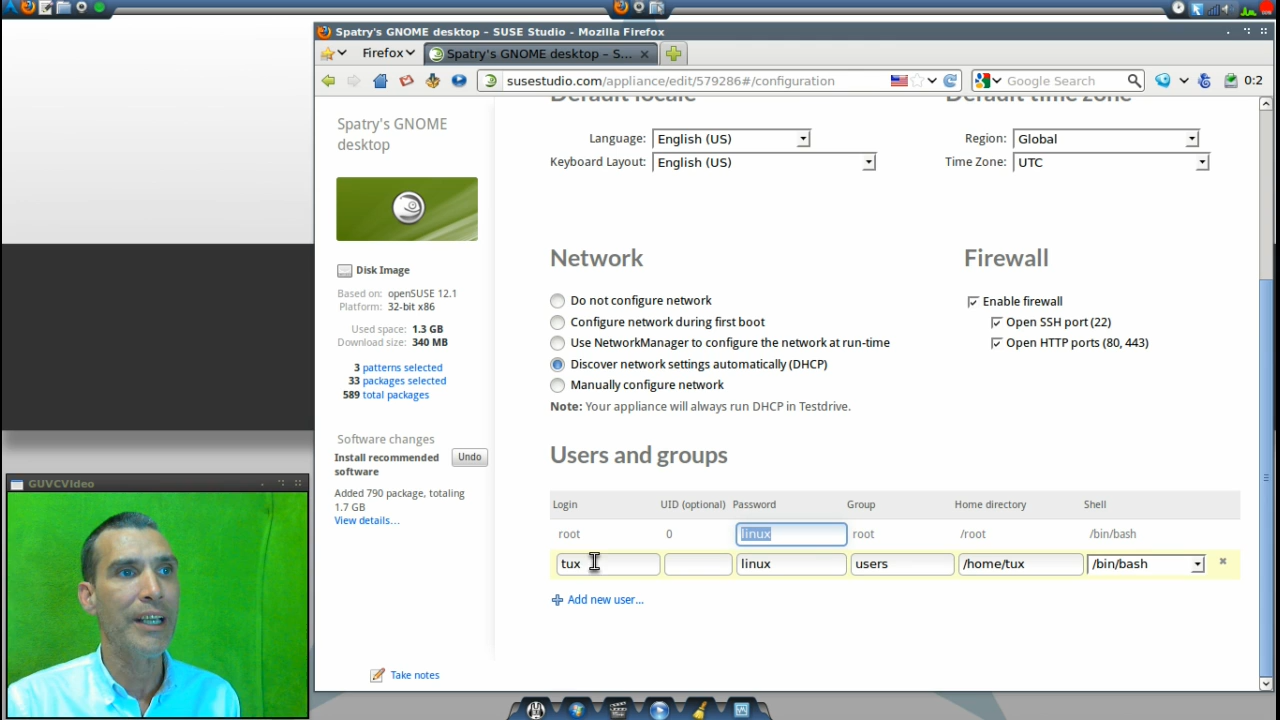 Spatry's GNOME desktop – SUSE Studio - Mozilla Firefox
Firefox
Spatry's GNOME desktop – S...
susestudio.com/appliance/edit/579286#/configuration
Google Search
0:2
Spatry's GNOME
desktop
Disk Image
Based on: openSUSE 12.1
Platform: 32-bit x86
Used space: 1.3 GB
Download size: 340 MB
3 patterns selected
33 packages selected
589 total packages
Software changes
Install recommended
software
Undo
Added 790 package, totaling
1.7 GB
View details...
Take notes
Default locale
Default time zone
Language: English (US)
Region: Global
Keyboard Layout: English (US)
Time Zone: UTC
Network
Firewall
Do not configure network
Enable firewall
Configure network during first boot
Open SSH port (22)
Use NetworkManager to configure the network at run-time
Open HTTP ports (80, 443)
Discover network settings automatically (DHCP)
Manually configure network
Note: Your appliance will always run DHCP in Testdrive.
Users and groups
Login UID (optional) Password Group Home directory Shell
root 0 linux root /root /bin/bash
tux linux users /home/tux /bin/bash
Add new user...
GUVCVIdeo